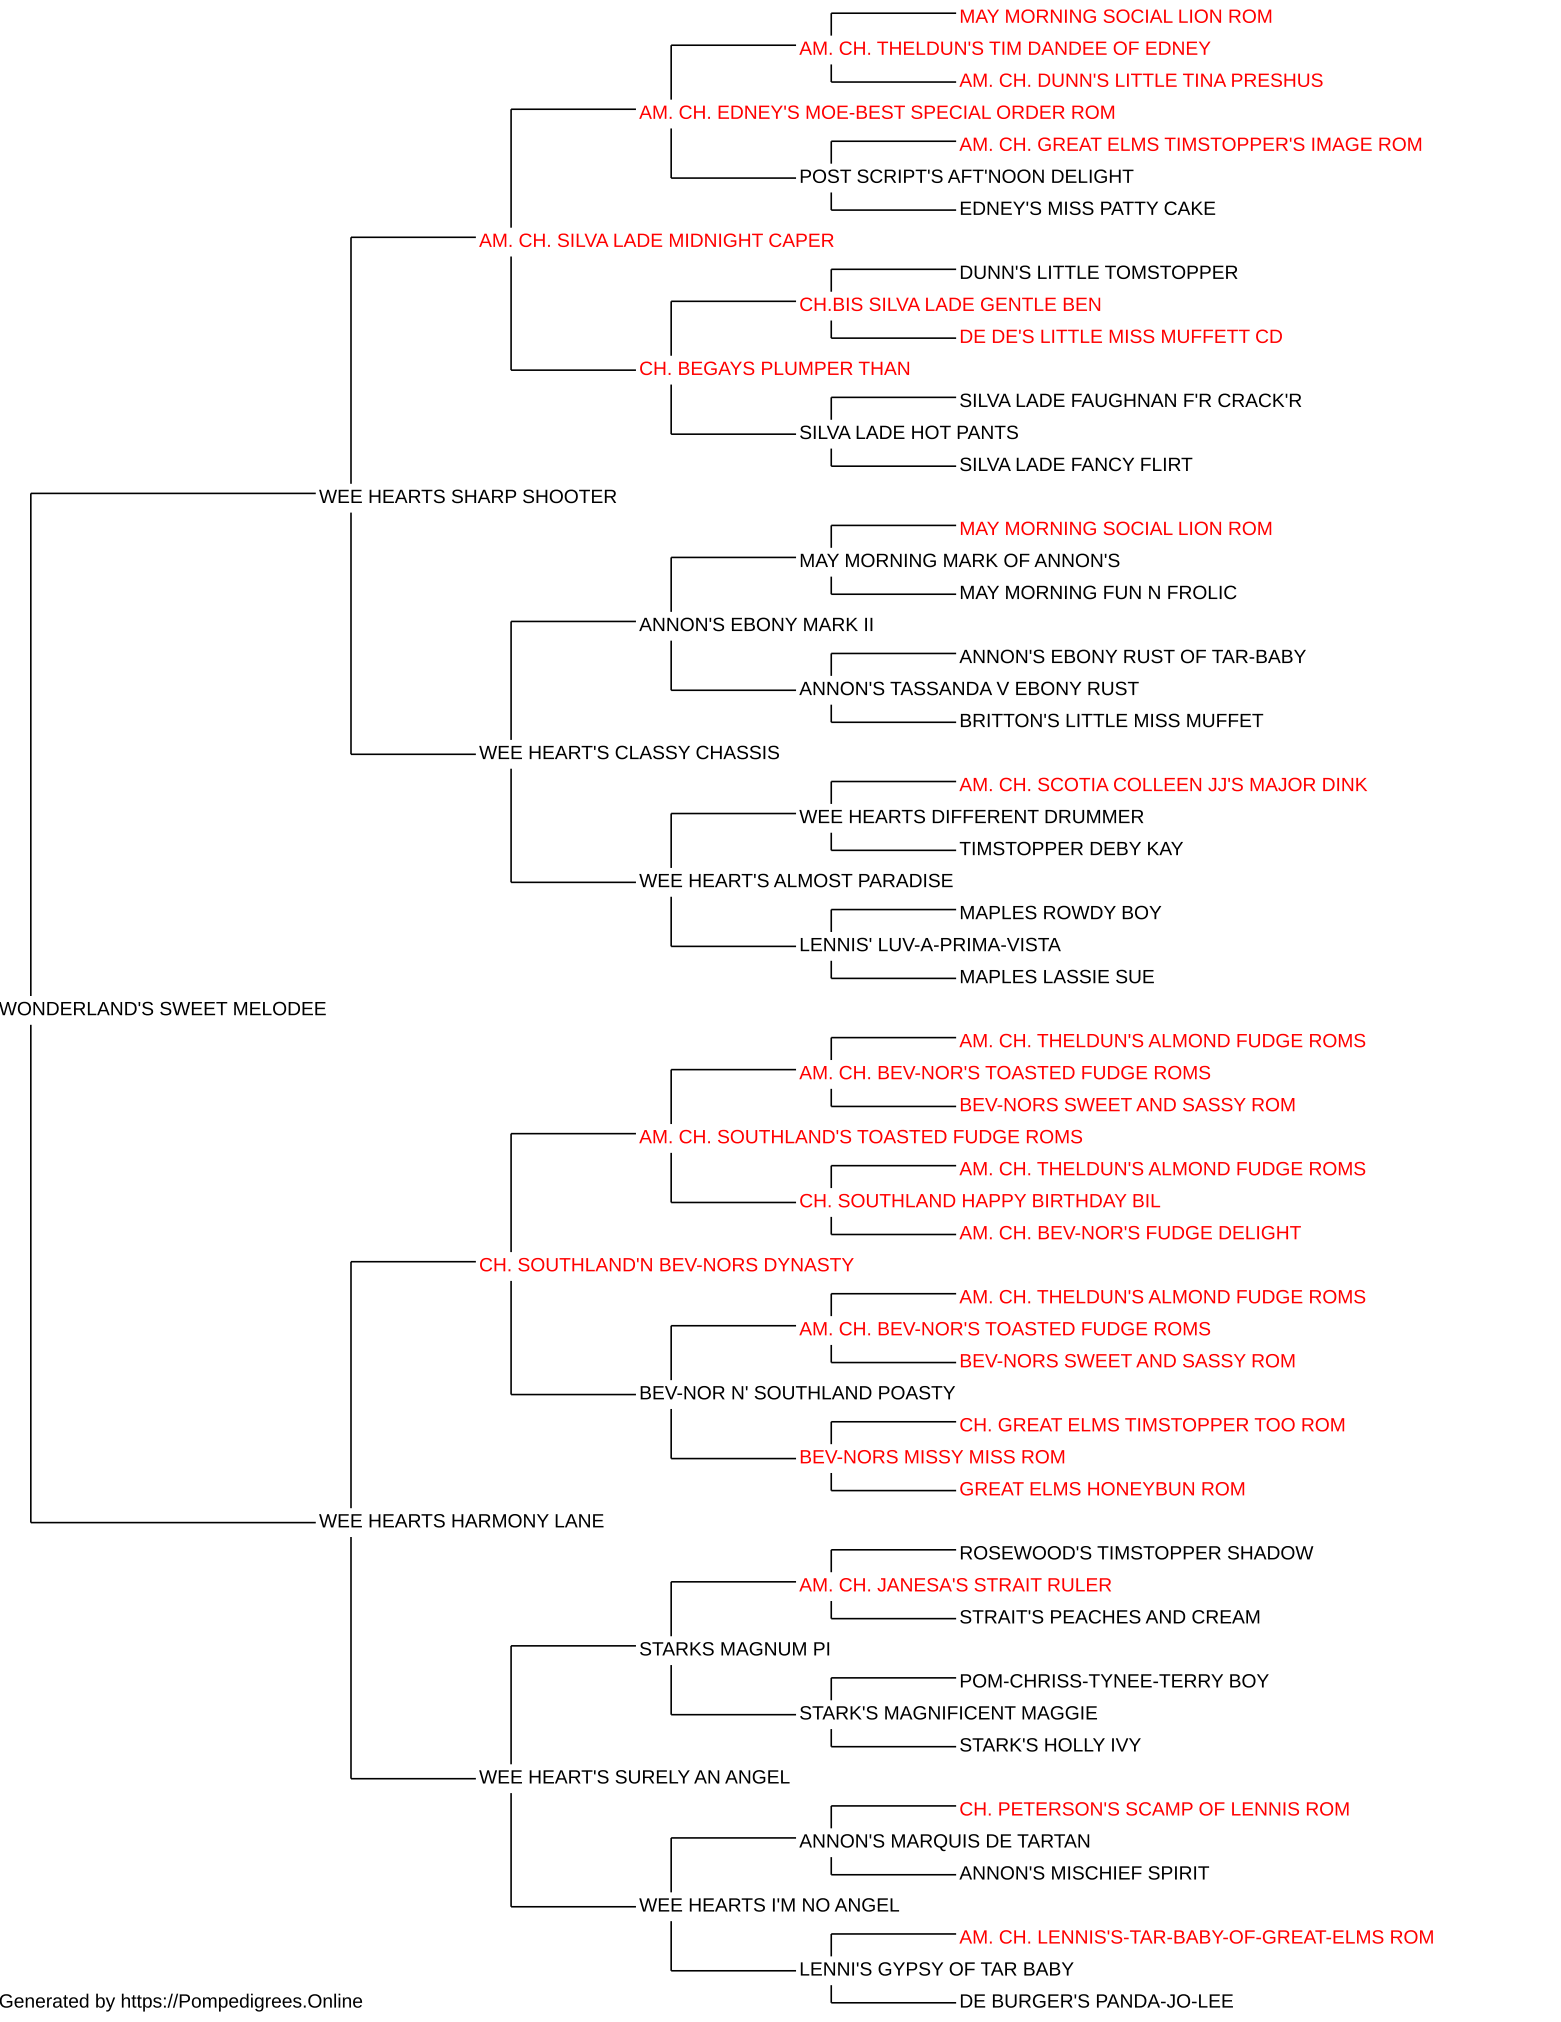 MAY MORNING SOCIAL LION ROM
AM. CH. THELDUN'S TIM DANDEE OF EDNEY
AM. CH. DUNN'S LITTLE TINA PRESHUS
AM. CH. EDNEY'S MOE-BEST SPECIAL ORDER ROM
AM. CH. GREAT ELMS TIMSTOPPER'S IMAGE ROM
POST SCRIPT'S AFT'NOON DELIGHT
EDNEY'S MISS PATTY CAKE
AM. CH. SILVA LADE MIDNIGHT CAPER
DUNN'S LITTLE TOMSTOPPER
CH.BIS SILVA LADE GENTLE BEN
DE DE'S LITTLE MISS MUFFETT CD
CH. BEGAYS PLUMPER THAN
SILVA LADE FAUGHNAN F'R CRACK'R
SILVA LADE HOT PANTS
SILVA LADE FANCY FLIRT
WEE HEARTS SHARP SHOOTER
MAY MORNING SOCIAL LION ROM
MAY MORNING MARK OF ANNON'S
MAY MORNING FUN N FROLIC
ANNON'S EBONY MARK II
ANNON'S EBONY RUST OF TAR-BABY
ANNON'S TASSANDA V EBONY RUST
BRITTON'S LITTLE MISS MUFFET
WEE HEART'S CLASSY CHASSIS
AM. CH. SCOTIA COLLEEN JJ'S MAJOR DINK
WEE HEARTS DIFFERENT DRUMMER
TIMSTOPPER DEBY KAY
WEE HEART'S ALMOST PARADISE
MAPLES ROWDY BOY
LENNIS' LUV-A-PRIMA-VISTA
MAPLES LASSIE SUE
WONDERLAND'S SWEET MELODEE
AM. CH. THELDUN'S ALMOND FUDGE ROMS
AM. CH. BEV-NOR'S TOASTED FUDGE ROMS
BEV-NORS SWEET AND SASSY ROM
AM. CH. SOUTHLAND'S TOASTED FUDGE ROMS
AM. CH. THELDUN'S ALMOND FUDGE ROMS
CH. SOUTHLAND HAPPY BIRTHDAY BIL
AM. CH. BEV-NOR'S FUDGE DELIGHT
CH. SOUTHLAND'N BEV-NORS DYNASTY
AM. CH. THELDUN'S ALMOND FUDGE ROMS
AM. CH. BEV-NOR'S TOASTED FUDGE ROMS
BEV-NORS SWEET AND SASSY ROM
BEV-NOR N' SOUTHLAND POASTY
CH. GREAT ELMS TIMSTOPPER TOO ROM
BEV-NORS MISSY MISS ROM
GREAT ELMS HONEYBUN ROM
WEE HEARTS HARMONY LANE
ROSEWOOD'S TIMSTOPPER SHADOW
AM. CH. JANESA'S STRAIT RULER
STRAIT'S PEACHES AND CREAM
STARKS MAGNUM PI
POM-CHRISS-TYNEE-TERRY BOY
STARK'S MAGNIFICENT MAGGIE
STARK'S HOLLY IVY
WEE HEART'S SURELY AN ANGEL
CH. PETERSON'S SCAMP OF LENNIS ROM
ANNON'S MARQUIS DE TARTAN
ANNON'S MISCHIEF SPIRIT
WEE HEARTS I'M NO ANGEL
AM. CH. LENNIS'S-TAR-BABY-OF-GREAT-ELMS ROM
LENNI'S GYPSY OF TAR BABY
DE BURGER'S PANDA-JO-LEE
Generated by https://Pompedigrees.Online